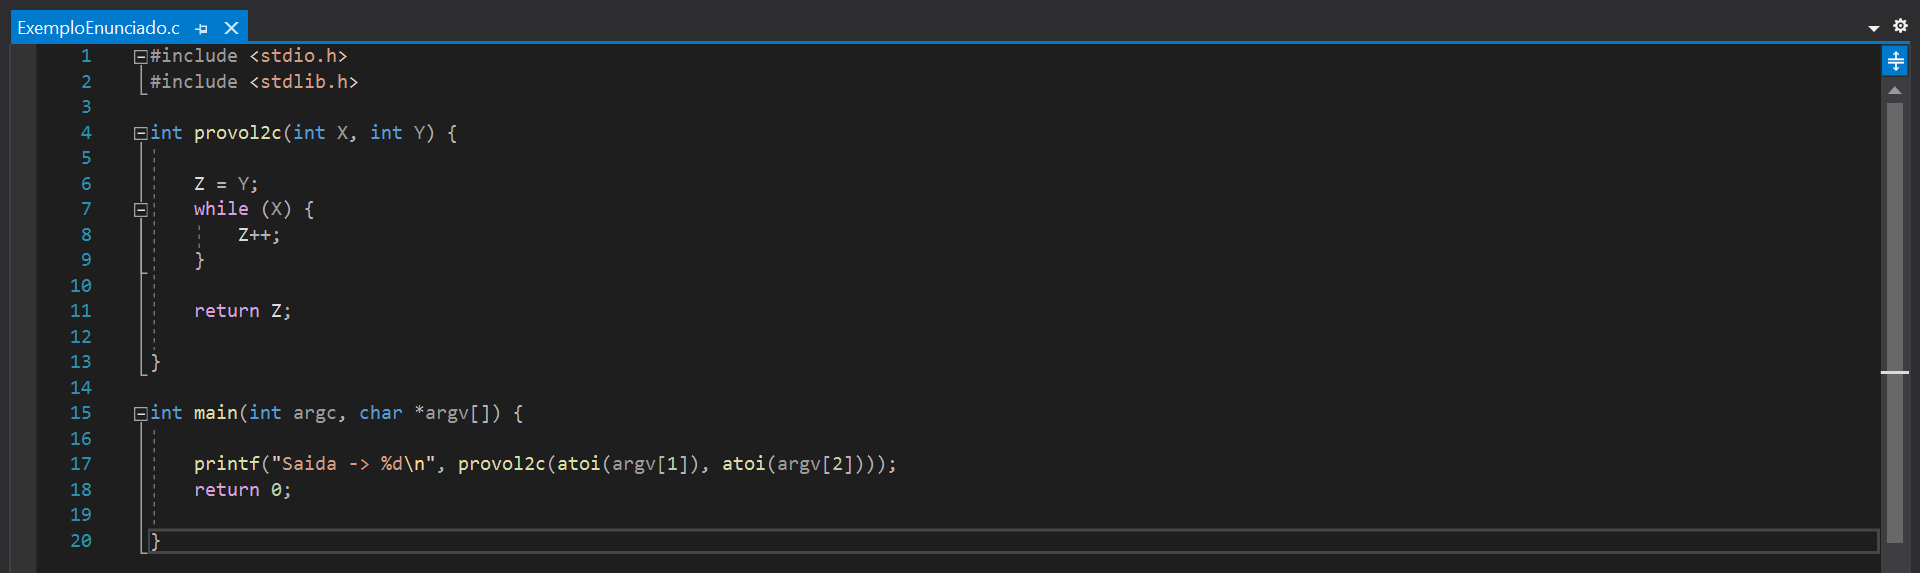 ExemploEnunciado.c
1 #include <stdio.h>
2 #include <stdlib.h>
3
4 int provol2c(int X, int Y) {
5
6 Z = Y;
7 while (X) {
8 Z++;
9 }
10
11 return Z;
12
13 }
14
15 int main(int argc, char *argv[]) {
16
17 printf("Saida -> %d\n", provol2c(atoi(argv[1]), atoi(argv[2])));
18 return 0;
19
20 }